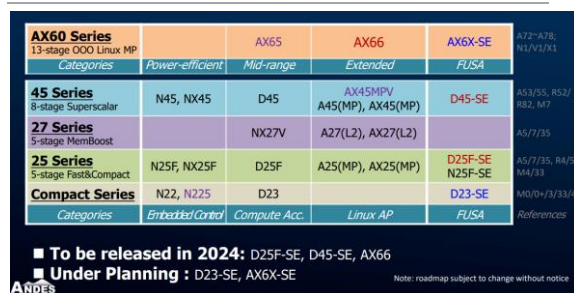 AX60 Series
13-stage OOO Linux MP
AX65 AX66 AX6X-SE
A72~A78;
N1/V1/X1
Categories Power-efficient Mid-range Extended FUSA
45 Series
8-stage Superscalar
N45, NX45 D45 AX45MPV
A45(MP), AX45(MP) D45-SE
A53/55, R52/
R82, M7
27 Series
5-stage MemBoost
NX27V A27(L2), AX27(L2) A5/7/35
25 Series
5-stage Fast&Compact
N25F, NX25F D25F A25(MP), AX25(MP) D25F-SE
N25F-SE
A5/7/35, R4/5
M4/33
Compact Series N22, N225 D23 D23-SE M0/0+/3/33/4
Categories Embedded Control Compute Acc. Linux AP FUSA References
■ To be released in 2024: D25F-SE, D45-SE, AX66
■ Under Planning : D23-SE, AX6X-SE
Note: roadmap subject to change without notice
ANDES